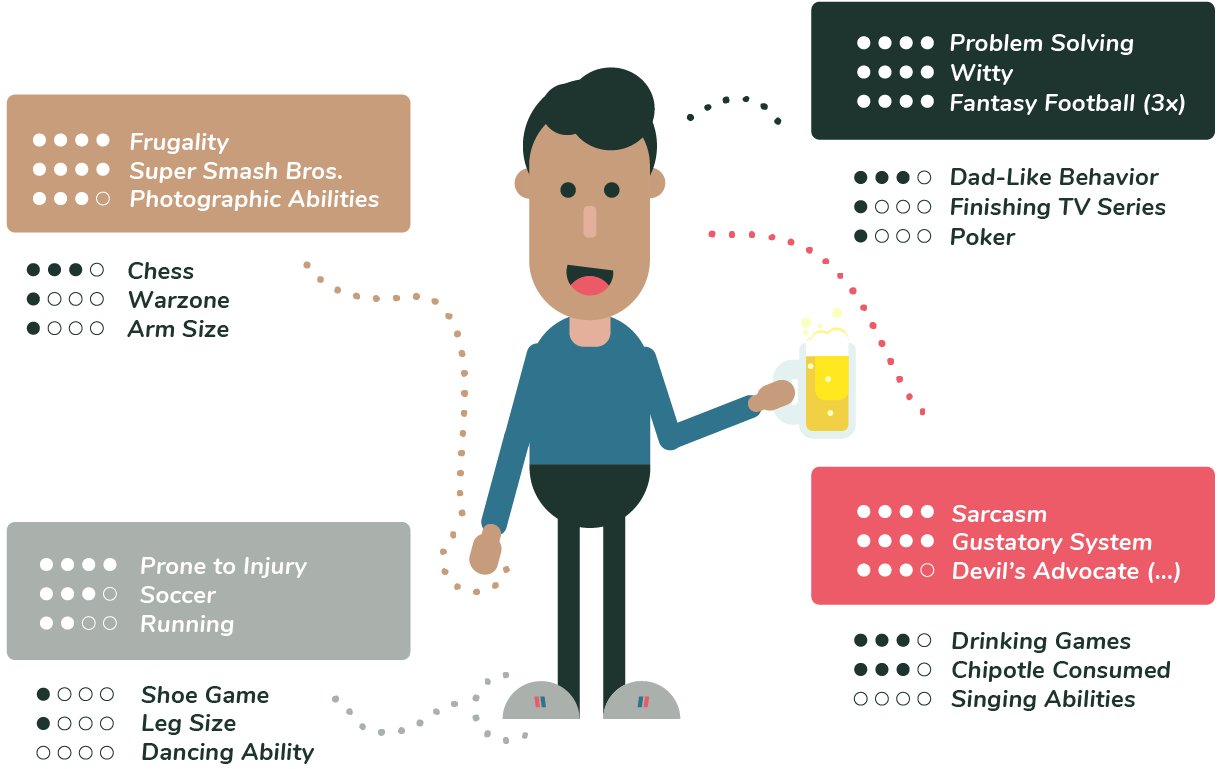 Problem Solving
Witty
Fantasy Football (3x)
Dad-Like Behavior
Finishing TV Series
Poker
Frugality
Super Smash Bros.
Photographic Abilities
Chess
Warzone
Arm Size
Sarcasm
Gustatory System
Devil's Advocate (...)
Drinking Games
Chipotle Consumed
Singing Abilities
Prone to Injury
Soccer
Running
Shoe Game
Leg Size
Dancing Ability